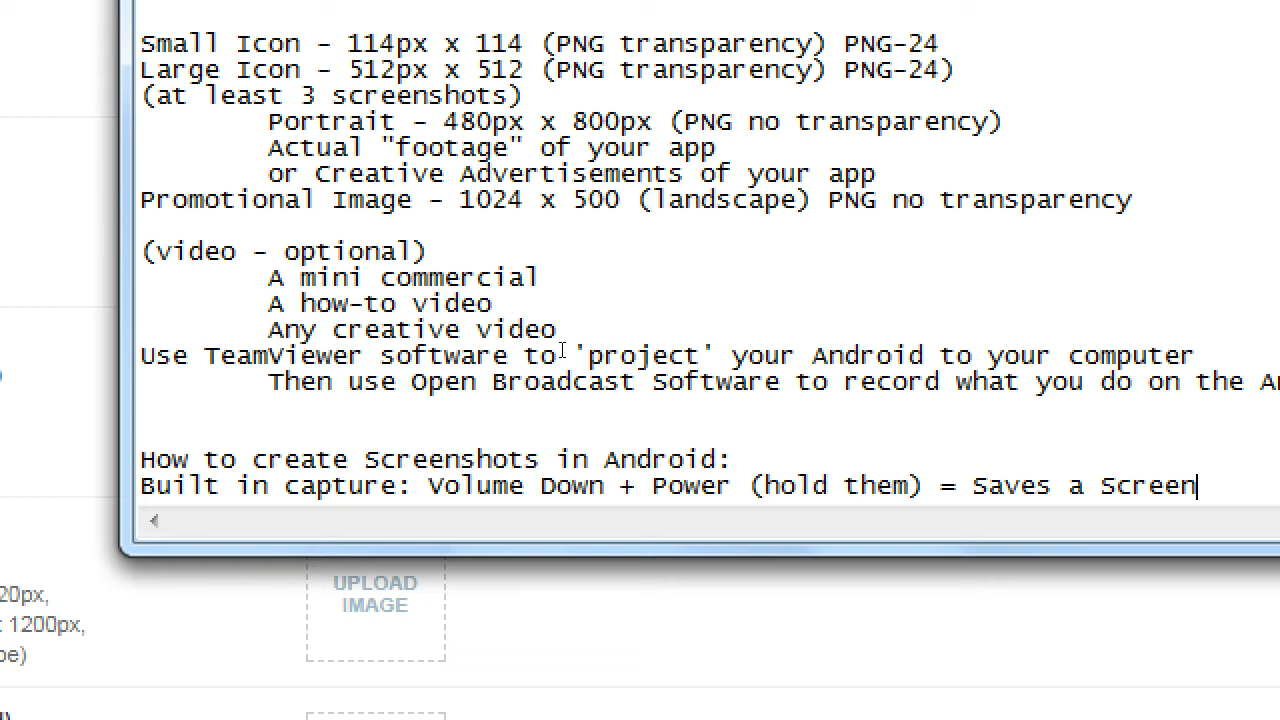 Small Icon - 114px x 114 (PNG transparency) PNG-24
Large Icon - 512px x 512 (PNG transparency) PNG-24)
(at least 3 screenshots)
Portrait - 480px x 800px (PNG no transparency)
Actual "footage" of your app
or Creative Advertisements of your app
Promotional Image - 1024 x 500 (landscape) PNG no transparency
(video - optional)
A mini commercial
A how-to video
Any creative video
Use TeamViewer software to 'project' your Android to your computer
Then use Open Broadcast Software to record what you do on the
How to create Screenshots in Android:
Built in capture: Volume Down + Power (hold them) = Saves a Screen
UPLOAD
IMAGE
20px,
1200px,